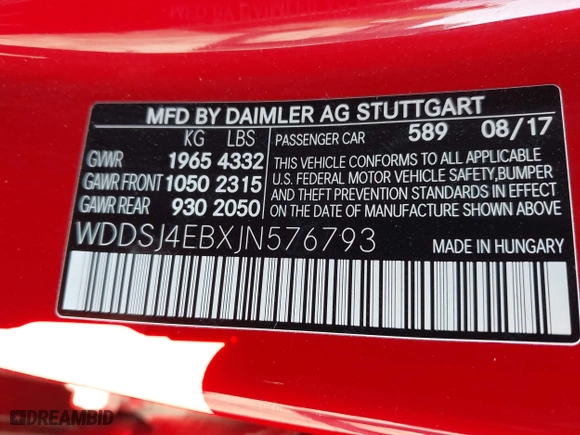 MFD BY DAIMLER AG STUTTGART
KG LBS
GVWR 1965 4332
GAWR FRONT 1050 2315
GAWR REAR 930 2050
PASSENGER CAR 589 08/17
THIS VEHICLE CONFORMS TO ALL APPLICABLE
U.S. FEDERAL MOTOR VEHICLE SAFETY,BUMPER
AND THEFT PREVENTION STANDARDS IN EFFECT
ON THE DATE OF MANUFACTURE SHOWN ABOVE
WDDSJ4EBXJN576793
MADE IN HUNGARY
DREAMBID